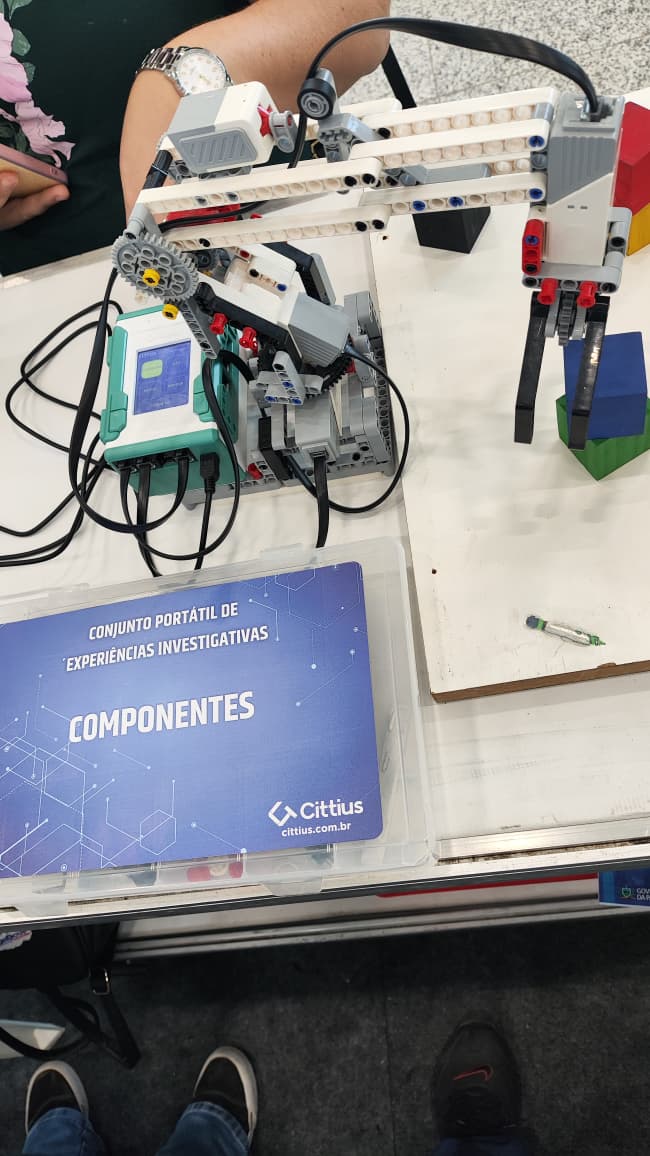 CONJUNTO PORTÁTIL DE
EXPERIÊNCIAS INVESTIGATIVAS
COMPONENTES
Cittius
cittius.com.br